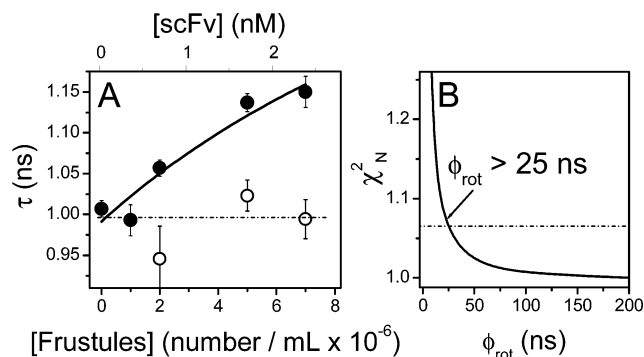 [scFv] (nM)
0 1 2
A
1.15
1.10
1.05
1.00
0.95
τ (ns)
0 2 4 6 8
[Frustules] (number / mL x 10⁻⁶)
B
1.2
1.1
1.0
χ²N
ϕrot > 25 ns
0 50 100 150 200
ϕrot (ns)